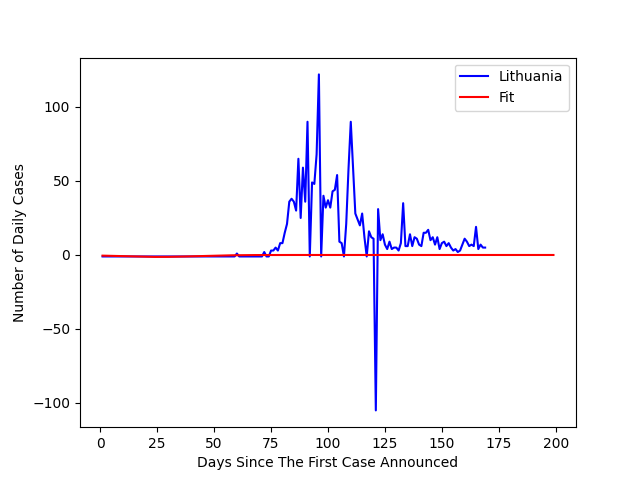 Lithuania
Fit
100
50
0
−50
−100
Number of Daily Cases
0 25 50 75 100 125 150 175 200
Days Since The First Case Announced